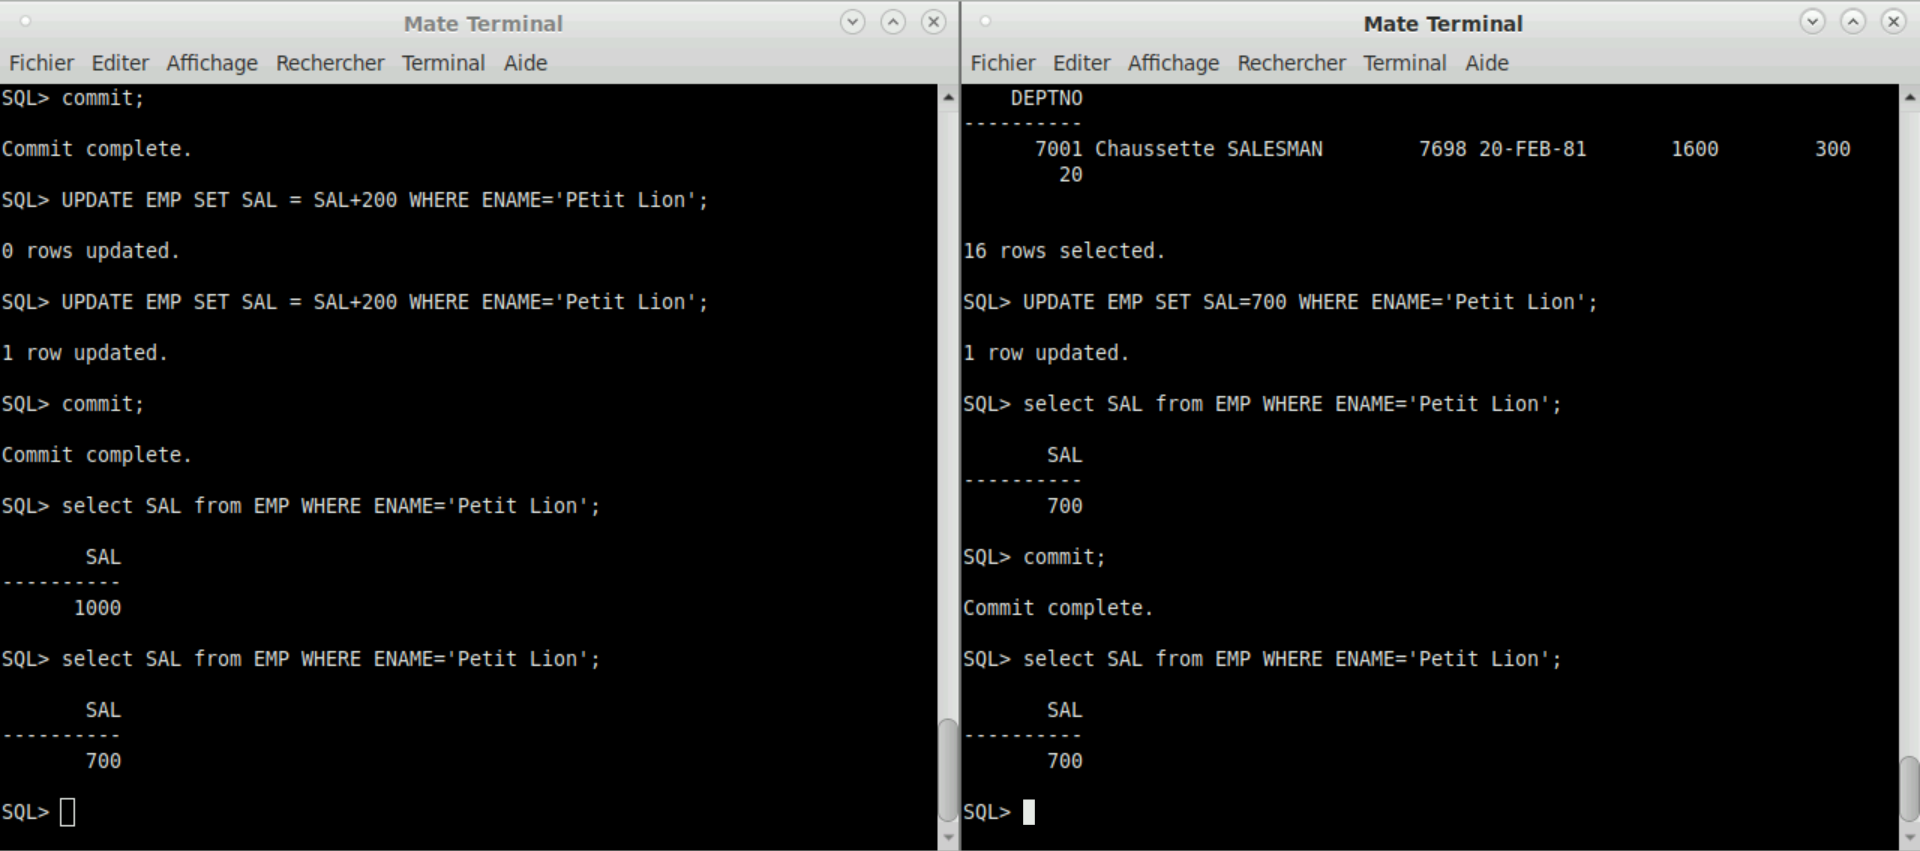 Mate Terminal
Fichier Editer Affichage Rechercher Terminal Aide
SQL> commit;
Commit complete.
SQL> UPDATE EMP SET SAL = SAL+200 WHERE ENAME='PEtit Lion';
0 rows updated.
SQL> UPDATE EMP SET SAL = SAL+200 WHERE ENAME='Petit Lion';
1 row updated.
SQL> commit;
Commit complete.
SQL> select SAL from EMP WHERE ENAME='Petit Lion';
SAL
----------
1000
SQL> select SAL from EMP WHERE ENAME='Petit Lion';
SAL
----------
700
SQL>
Mate Terminal
Fichier Editer Affichage Rechercher Terminal Aide
DEPTNO
----------
7001 Chaussette SALESMAN 7698 20-FEB-81 1600 300
20
16 rows selected.
SQL> UPDATE EMP SET SAL=700 WHERE ENAME='Petit Lion';
1 row updated.
SQL> select SAL from EMP WHERE ENAME='Petit Lion';
SAL
----------
700
SQL> commit;
Commit complete.
SQL> select SAL from EMP WHERE ENAME='Petit Lion';
SAL
----------
700
SQL>